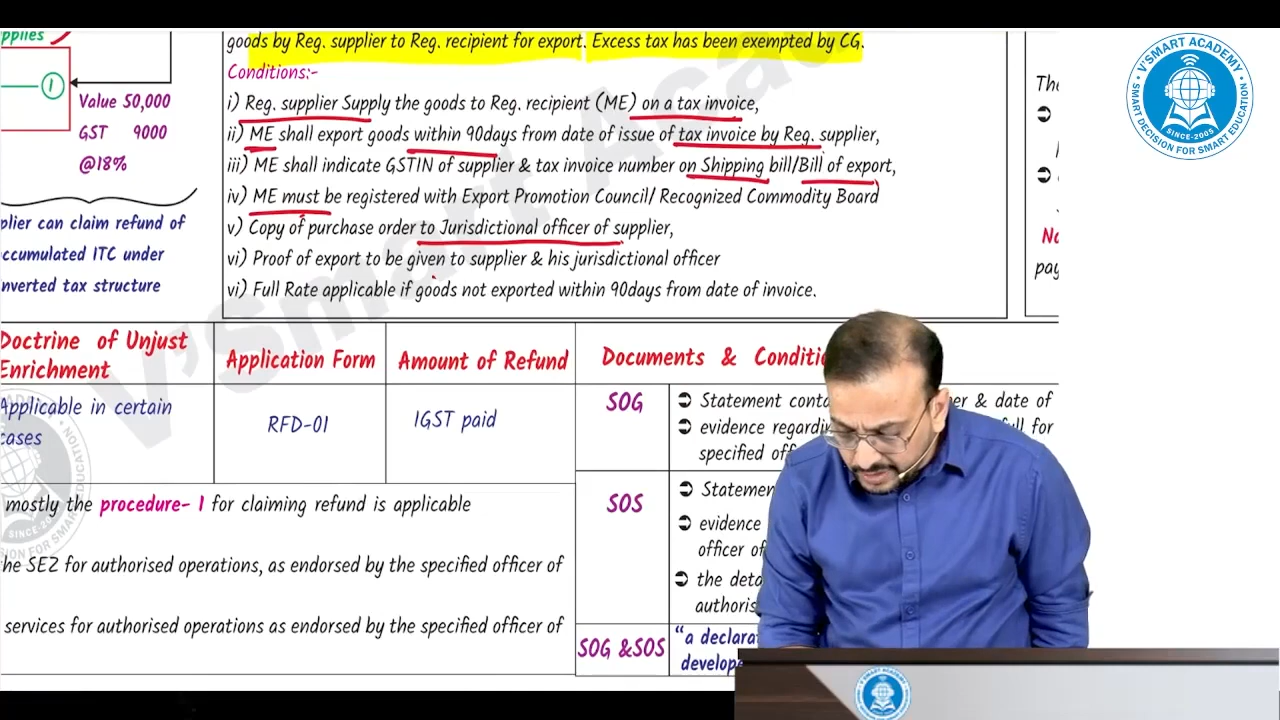 pplies
1
Value 50,000
GST 9000
@18%
plier can claim refund of
ccumulated ITC under
nverted tax structure
goods by Reg. supplier to Reg. recipient for export. Excess tax has been exempted by CG.
Conditions:-
i) Reg. supplier Supply the goods to Reg. recipient (ME) on a tax invoice,
ii) ME shall export goods within 90days from date of issue of tax invoice by Reg. supplier,
iii) ME shall indicate GSTIN of supplier & tax invoice number on Shipping bill/Bill of export,
iv) ME must be registered with Export Promotion Council/ Recognized Commodity Board
v) Copy of purchase order to Jurisdictional officer of supplier,
vi) Proof of export to be given to supplier & his jurisdictional officer
vi) Full Rate applicable if goods not exported within 90days from date of invoice.
The
No
pay
V'SMART ACADEMY
SMART DECISION FOR SMART EDUCATION
SINCE-2005
Doctrine of Unjust
Enrichment
Application Form
Amount of Refund
Documents & Conditio
Applicable in certain
cases
RFD-01
IGST paid
SOG
➲ Statement conta
er & date of
➲ evidence regardin
full for
specified off
mostly the procedure- 1 for claiming refund is applicable
he SEZ for authorised operations, as endorsed by the specified officer of
services for authorised operations as endorsed by the specified officer of
SOS
➲ Statement
➲ evidence
officer of
➲ the deta
authoris
SOG &SOS
"a declarat
develope
V'Smart Aca